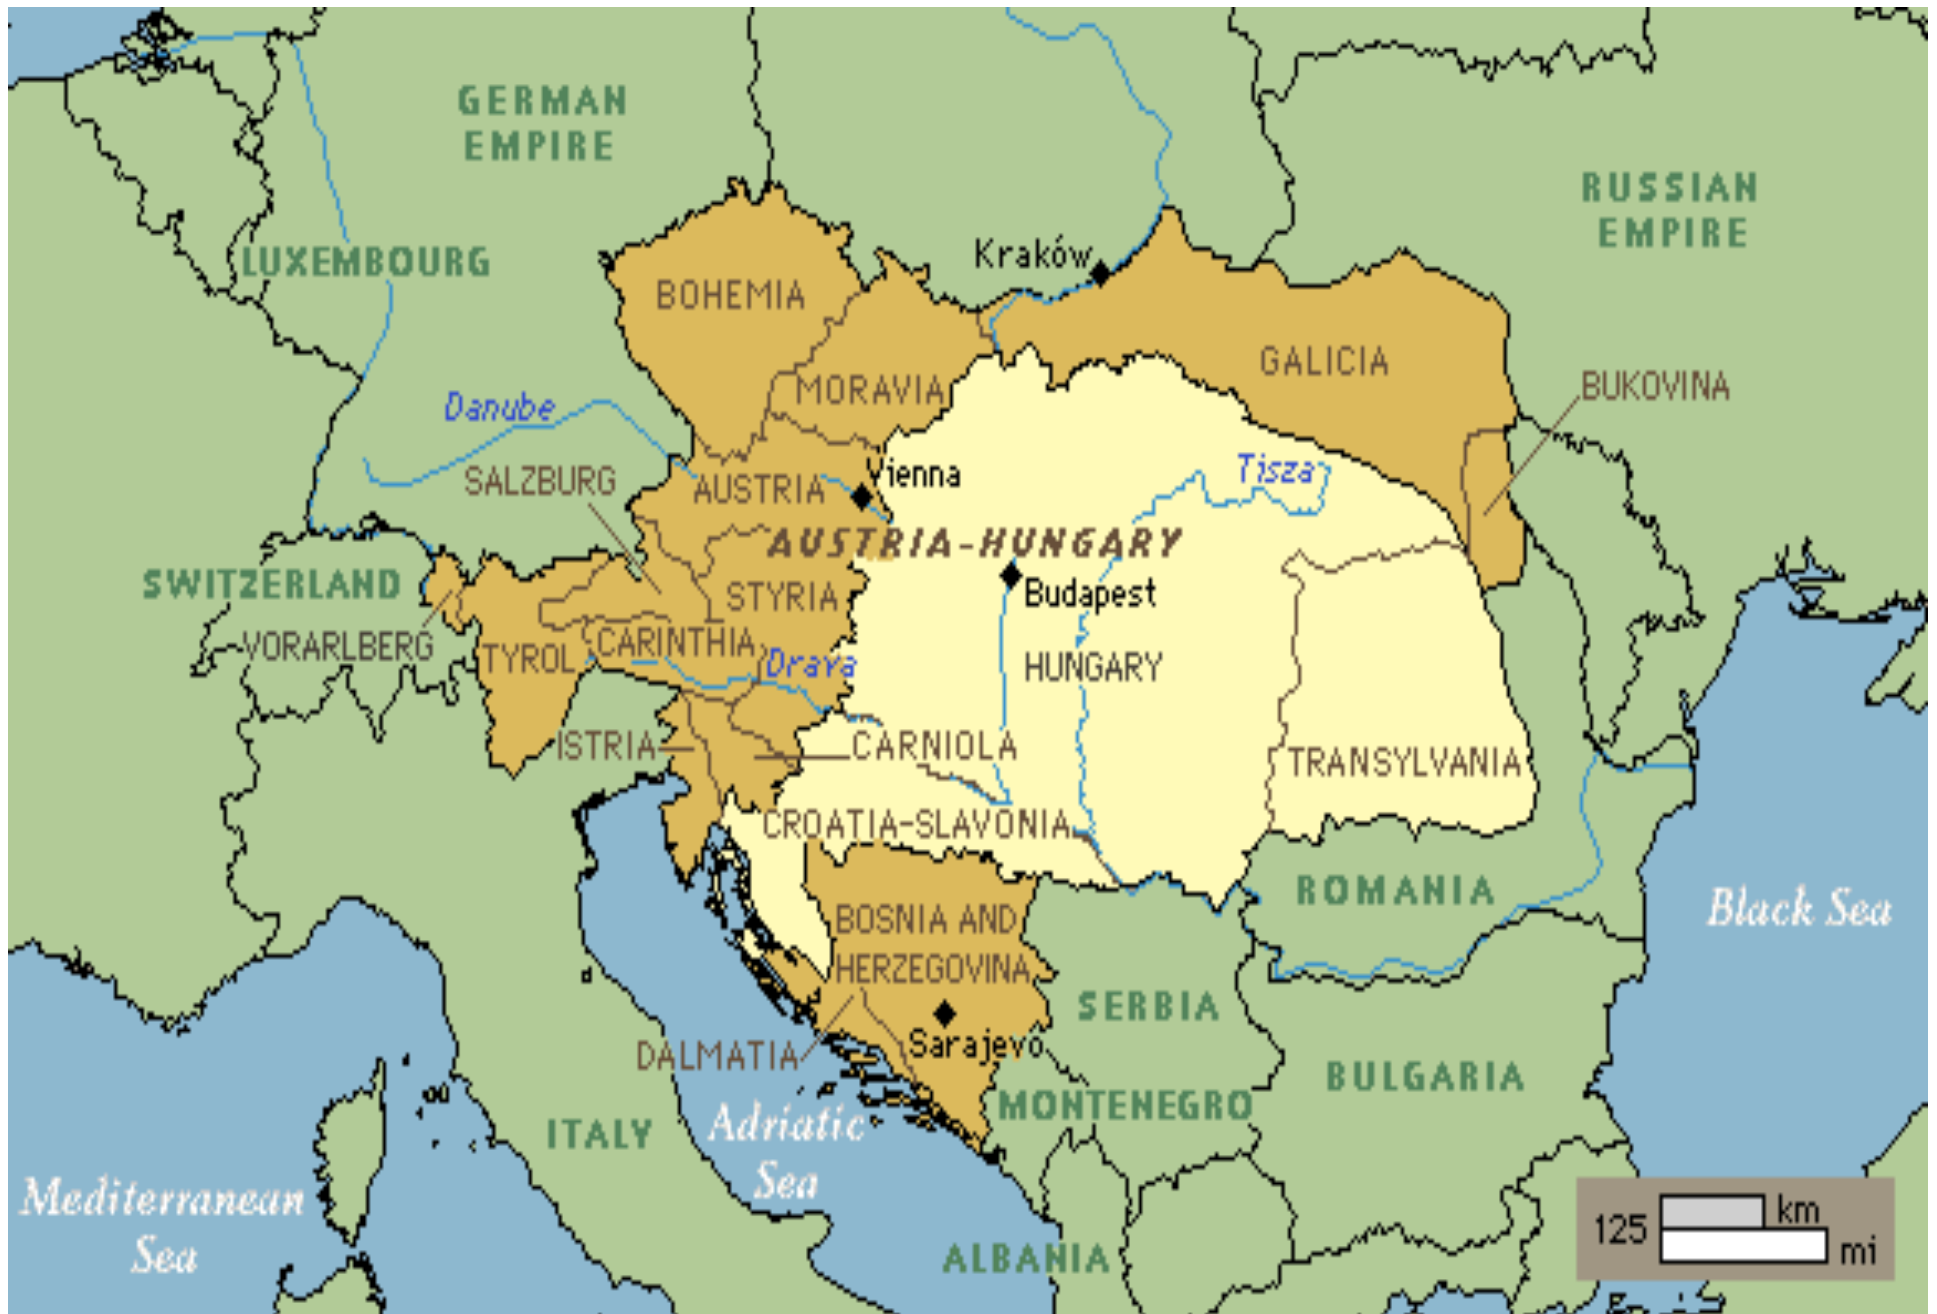 GERMAN
EMPIRE
RUSSIAN
EMPIRE
LUXEMBOURG
Kraków
BOHEMIA
GALICIA
MORAVIA
BUKOVINA
Danube
SALZBURG
AUSTRIA
Vienna
Tisza
AUSTRIA-HUNGARY
SWITZERLAND
STYRIA
Budapest
VORARLBERG
TYROL
CARINTHIA
Drava
HUNGARY
ISTRIA
CARNIOLA
TRANSYLVANIA
CROATIA-SLAVONIA
ROMANIA
Black Sea
BOSNIA AND
HERZEGOVINA
SERBIA
Sarajevo
DALMATIA
BULGARIA
MONTENEGRO
ITALY
Adriatic
Sea
Mediterranean
Sea
ALBANIA
125
km
mi